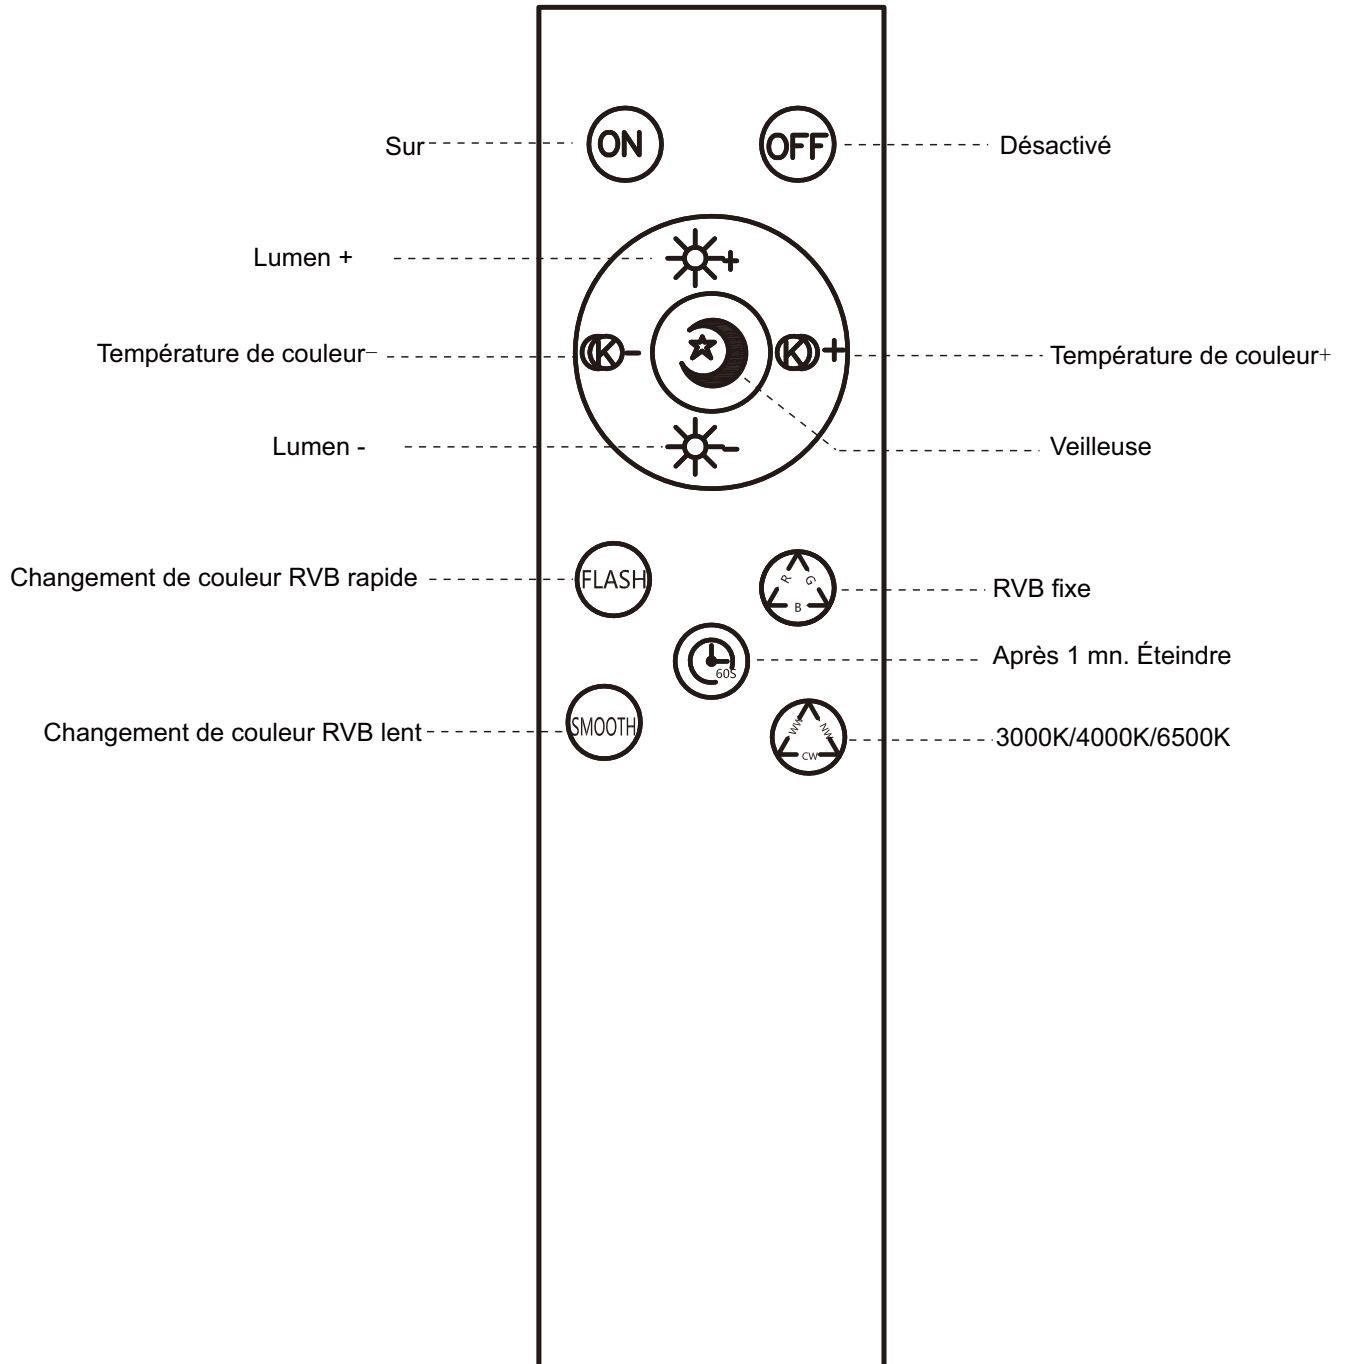 Sur ON OFF Désactivé
Lumen +
Température de couleur− K − K + Température de couleur+
Lumen - Veilleuse
Changement de couleur RVB rapide FLASH R G B RVB fixe
60S Après 1 mn. Éteindre
Changement de couleur RVB lent SMOOTH WW NW CW 3000K/4000K/6500K